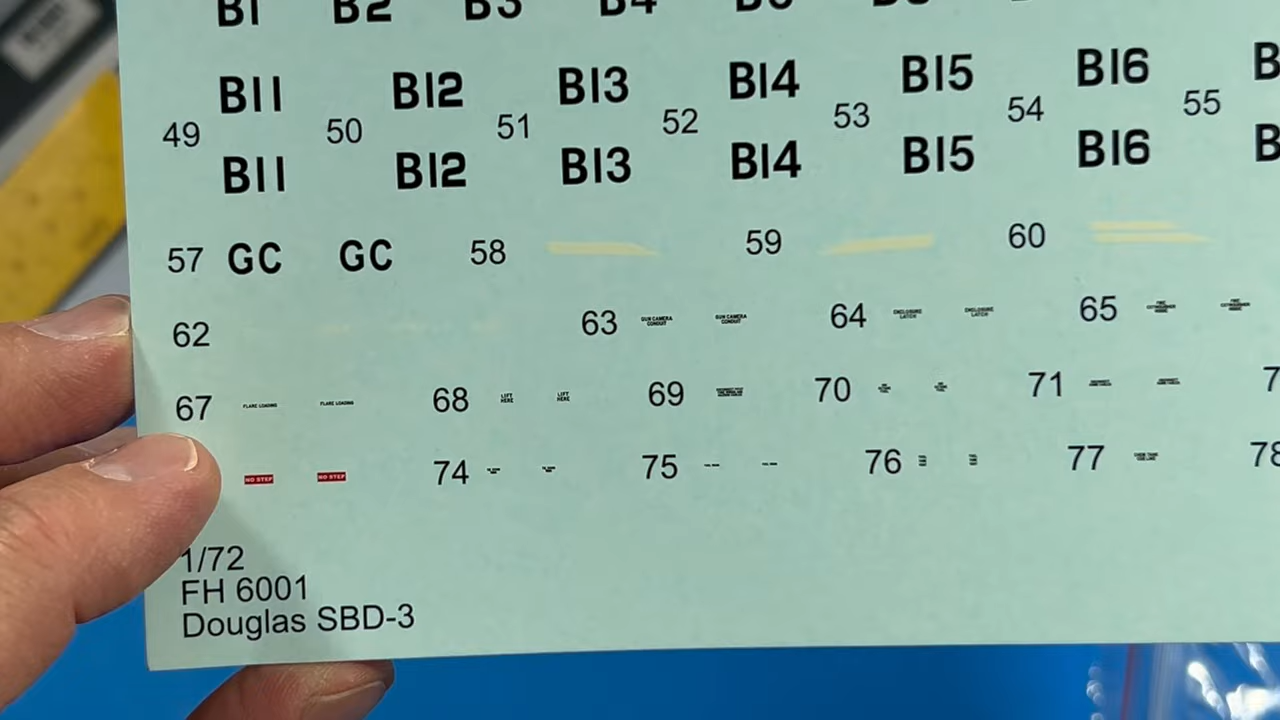 B1 B2 B3 B4
B11 B12 B13 B14 B15 B16 B
49 50 51 52 53 54 55
B11 B12 B13 B14 B15 B16 B
57 GC GC 58 59 60
62 63 GUN CAMERA CONDUIT GUN CAMERA CONDUIT 64 ENCLOSURE LATCH ENCLOSURE LATCH 65
67 FLARE LOADING FLARE LOADING 68 LIFT HERE LIFT HERE 69 70 71 7
NO STEP NO STEP 74 75 76 77 78
1/72
FH 6001
Douglas SBD-3